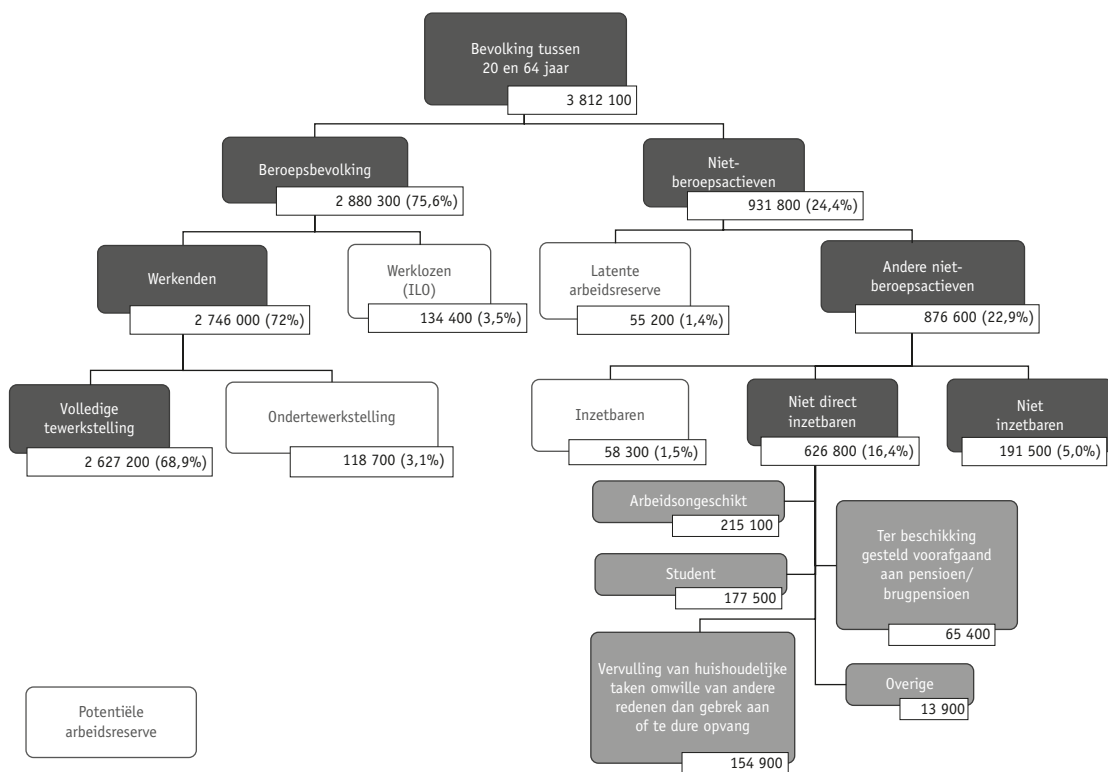 Bevolking tussen
20 en 64 jaar
3 812 100
Beroepsbevolking
2 880 300 (75,6%)
Niet-
beroepsactieven
931 800 (24,4%)
Werkenden
2 746 000 (72%)
Werklozen
(ILO)
134 400 (3,5%)
Latente
arbeidsreserve
55 200 (1,4%)
Andere niet-
beroepsactieven
876 600 (22,9%)
Volledige
tewerkstelling
2 627 200 (68,9%)
Ondertewerkstelling
118 700 (3,1%)
Inzetbaren
58 300 (1,5%)
Niet direct
inzetbaren
626 800 (16,4%)
Niet
inzetbaren
191 500 (5,0%)
Arbeidsongeschikt
215 100
Student
177 500
Ter beschikking
gesteld voorafgaand
aan pensioen/
brugpensioen
65 400
Vervulling van huishoudelijke
taken omwille van andere
redenen dan gebrek aan
of te dure opvang
154 900
Overige
13 900
Potentiële
arbeidsreserve